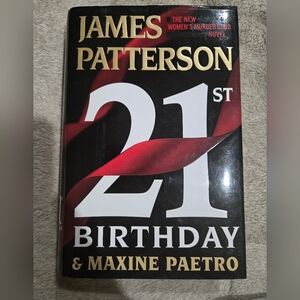 JAMES
THE NEW
WOMEN'S MURDER CLUB
NOVEL
PATTERSON
21ST
BIRTHDAY
& MAXINE PAETRO